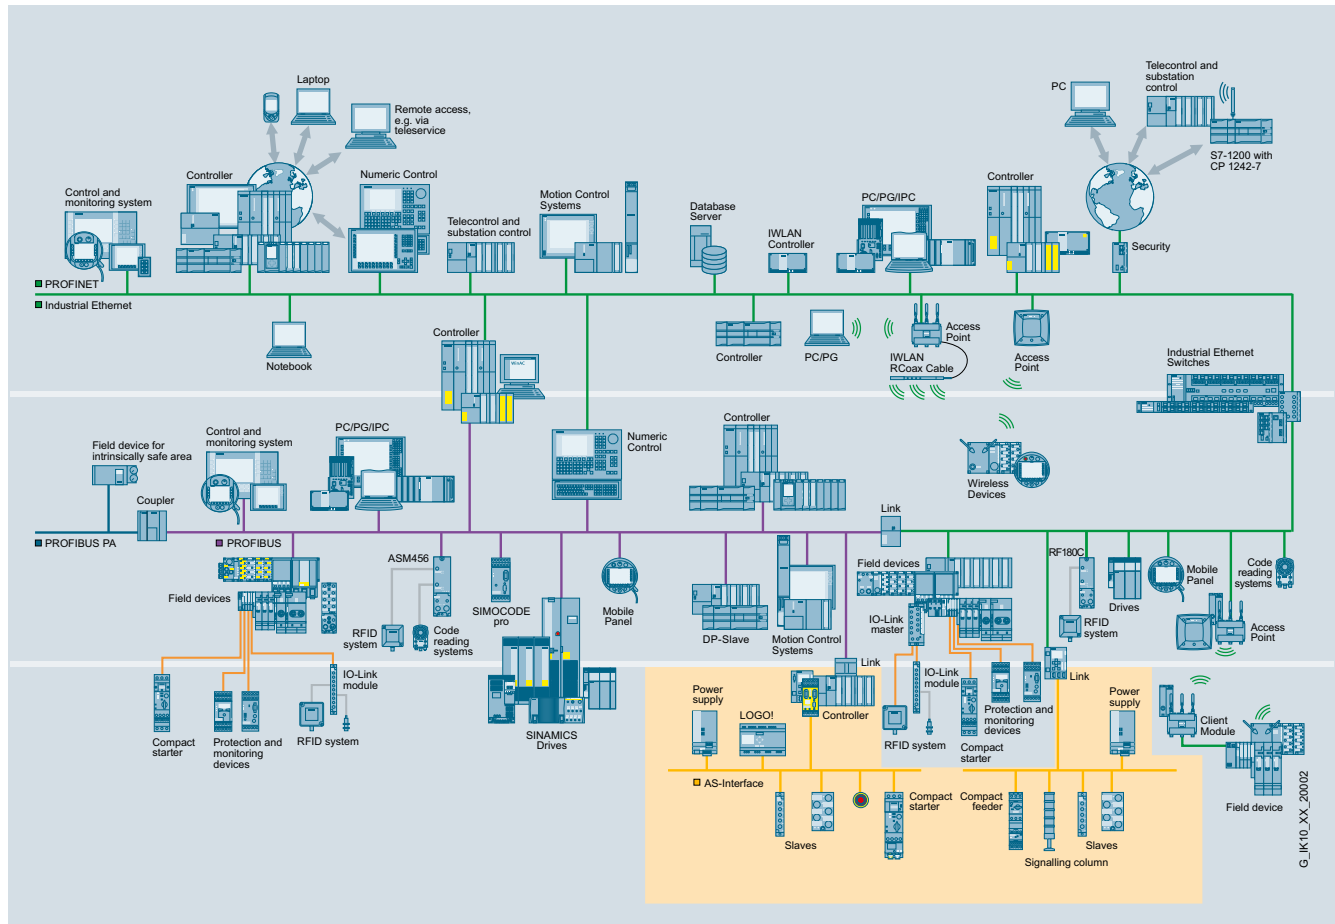 Laptop
Remote access,
e.g. via
teleservice
PC
Telecontrol and
substation
control
S7-1200 with
CP 1242-7
Control and
monitoring system
Controller
Numeric Control
Telecontrol and
substation control
Motion Control
Systems
Database
Server
IWLAN
Controller
PC/PG/IPC
Controller
Security
PROFINET
Industrial Ethernet
Notebook
Controller
WinAC
Controller
PC/PG
IWLAN
RCoax Cable
Access
Point
Access
Point
Industrial Ethernet
Switches
Field device for
intrinsically safe area
Control and
monitoring system
PC/PG/IPC
Numeric
Control
Controller
Wireless
Devices
Coupler
Link
PROFIBUS PA
PROFIBUS
Field devices
ASM456
RFID
system
Code
reading
systems
SIMOCODE
pro
Mobile
Panel
DP-Slave
Motion Control
Systems
Field devices
IO-Link
master
RF180C
RFID
system
Drives
Mobile
Panel
Access
Point
Code
reading
systems
Compact
starter
Protection and
monitoring
devices
IO-Link
module
RFID system
SINAMICS
Drives
Link
Controller
Power
supply
LOGO!
IO-Link
module
RFID system
Protection and
monitoring
devices
Compact
starter
Link
Power
supply
Client
Module
Field device
AS-Interface
Slaves
Compact
starter
Compact
feeder
Signalling column
Slaves
G_IK10_XX_20002